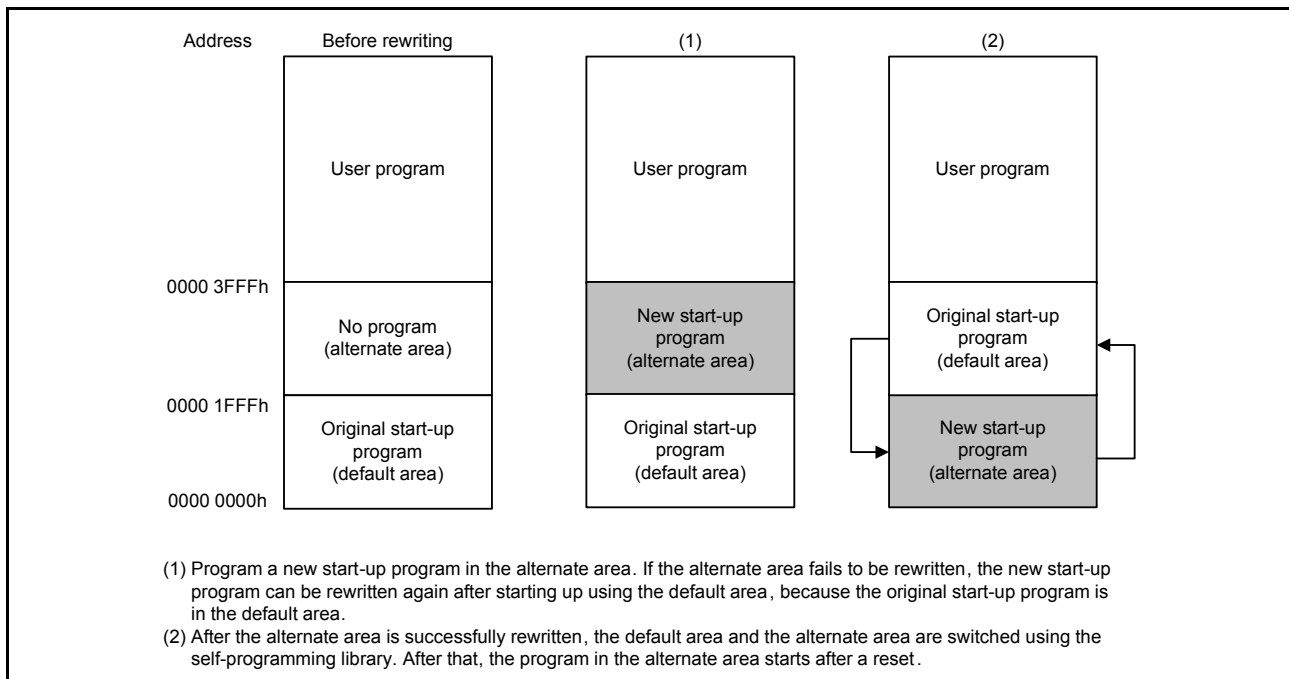 Address
Before rewriting
(1)
(2)
User program
User program
User program
0000 3FFFh
No program
(alternate area)
New start-up
program
(alternate area)
Original start-up
program
(default area)
0000 1FFFh
Original start-up
program
(default area)
Original start-up
program
(default area)
New start-up
program
(alternate area)
0000 0000h
(1) Program a new start-up program in the alternate area. If the alternate area fails to be rewritten, the new start-up
program can be rewritten again after starting up using the default area, because the original start-up program is
in the default area.
(2) After the alternate area is successfully rewritten, the default area and the alternate area are switched using the
self-programming library. After that, the program in the alternate area starts after a reset.